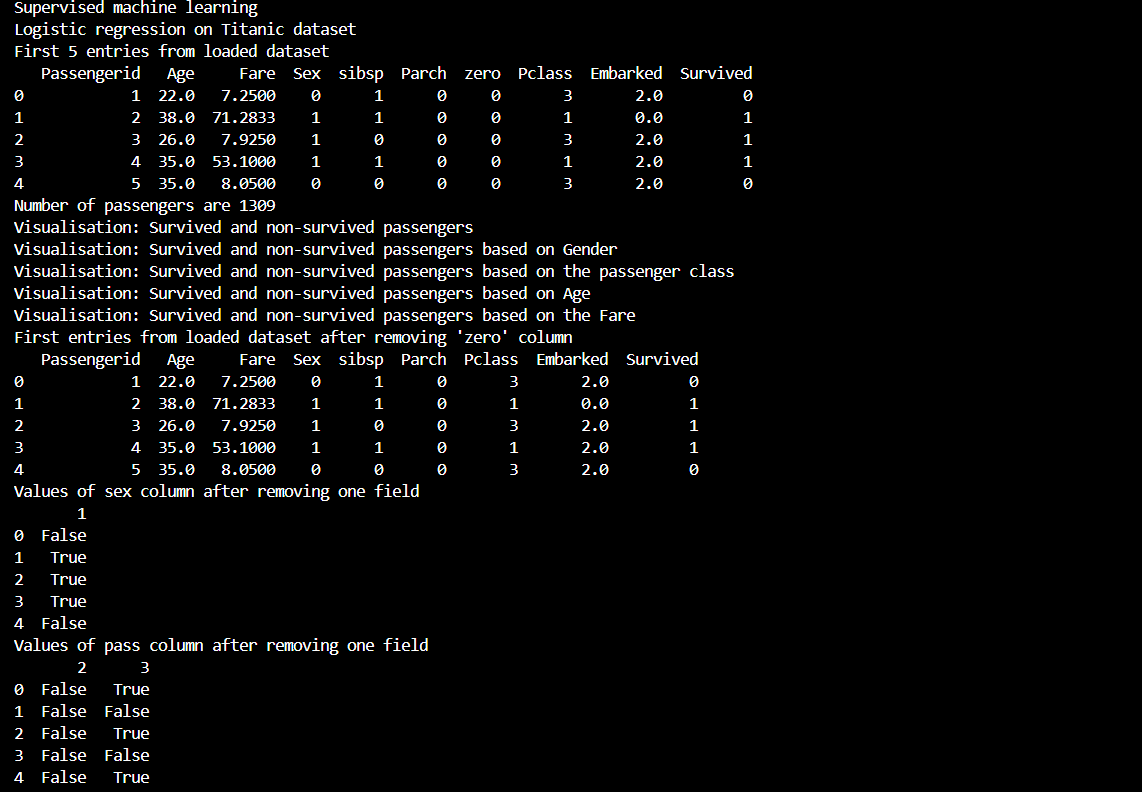 Supervised machine learning
Logistic regression on Titanic dataset
First 5 entries from loaded dataset
   Passengerid   Age     Fare  Sex  sibsp  Parch  zero  Pclass  Embarked  Survived
0            1  22.0   7.2500    0      1      0     0       3       2.0         0
1            2  38.0  71.2833    1      1      0     0       1       0.0         1
2            3  26.0   7.9250    1      0      0     0       3       2.0         1
3            4  35.0  53.1000    1      1      0     0       1       2.0         1
4            5  35.0   8.0500    0      0      0     0       3       2.0         0
Number of passengers are 1309
Visualisation: Survived and non-survived passengers
Visualisation: Survived and non-survived passengers based on Gender
Visualisation: Survived and non-survived passengers based on the passenger class
Visualisation: Survived and non-survived passengers based on Age
Visualisation: Survived and non-survived passengers based on the Fare
First entries from loaded dataset after removing 'zero' column
   Passengerid   Age     Fare  Sex  sibsp  Parch  Pclass  Embarked  Survived
0            1  22.0   7.2500    0      1      0       3       2.0         0
1            2  38.0  71.2833    1      1      0       1       0.0         1
2            3  26.0   7.9250    1      0      0       3       2.0         1
3            4  35.0  53.1000    1      1      0       1       2.0         1
4            5  35.0   8.0500    0      0      0       3       2.0         0
Values of sex column after removing one field
       1
0  False
1   True
2   True
3   True
4  False
Values of pass column after removing one field
       2      3
0  False   True
1  False  False
2  False   True
3  False  False
4  False   True